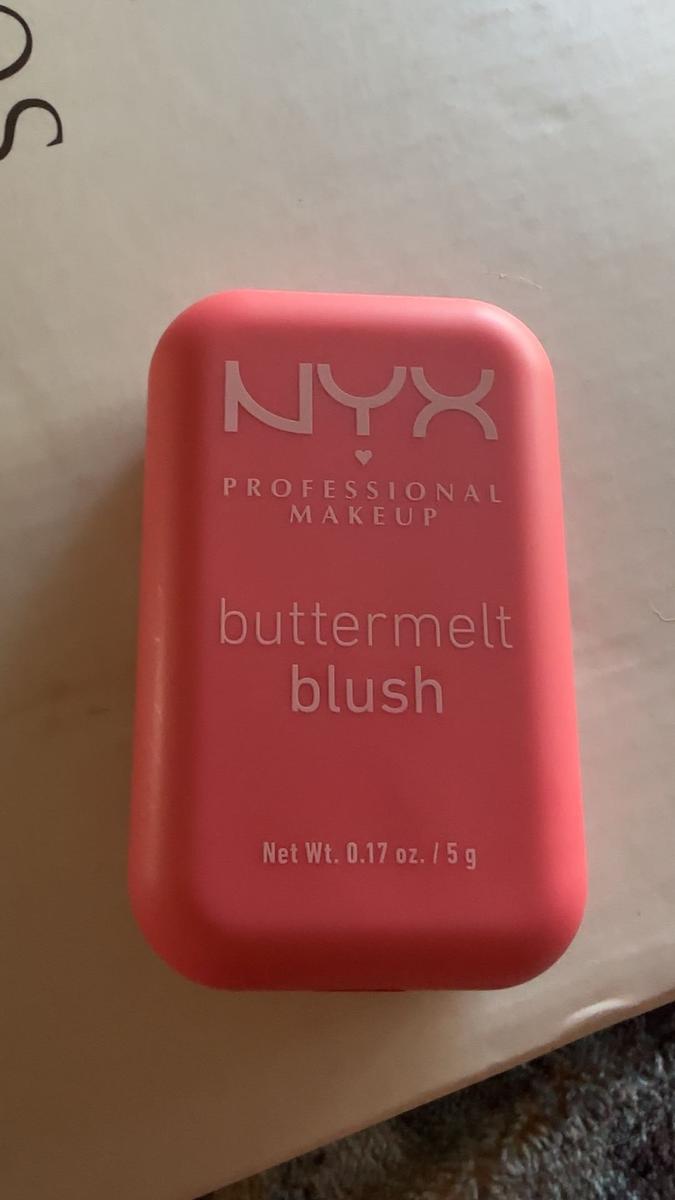 NYX
PROFESSIONAL
MAKEUP
buttermelt
blush
Net Wt. 0.17 oz. / 5 g